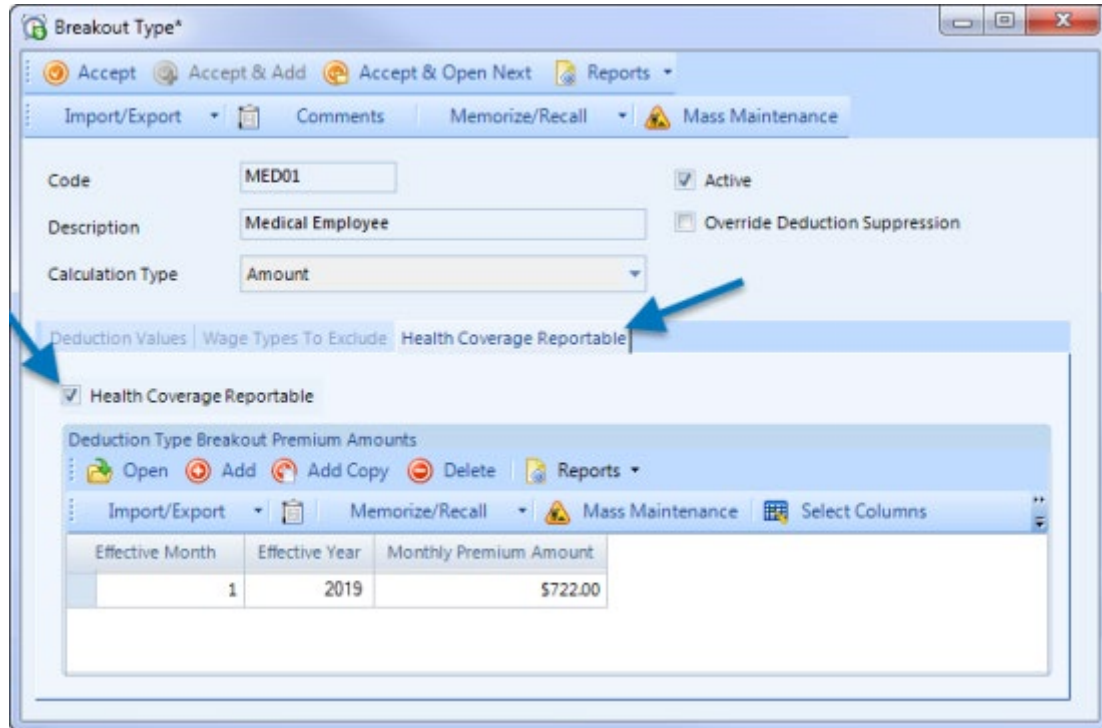 Breakout Type*
Accept Accept & Add Accept & Open Next Reports
Import/Export Comments Memorize/Recall Mass Maintenance
Code MED01 Active
Description Medical Employee Override Deduction Suppression
Calculation Type Amount
Deduction Values Wage Types To Exclude Health Coverage Reportable
Health Coverage Reportable
Deduction Type Breakout Premium Amounts
Open Add Add Copy Delete Reports
Import/Export Memorize/Recall Mass Maintenance Select Columns
Effective Month Effective Year Monthly Premium Amount
1 2019 $722.00